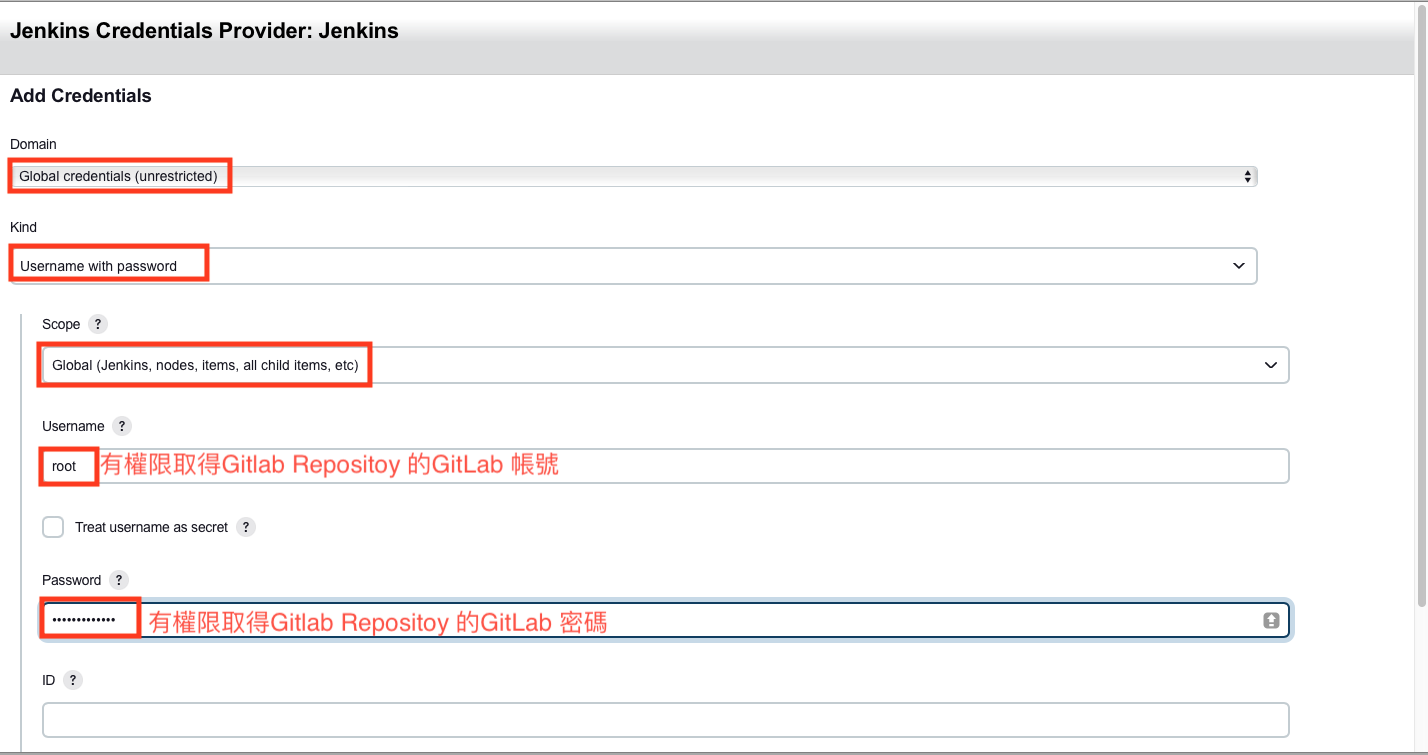 Jenkins Credentials Provider: Jenkins
Add Credentials
Domain
Global credentials (unrestricted)
Kind
Username with password
Scope ?
Global (Jenkins, nodes, items, all child items, etc)
Username ?
root 有權限取得Gitlab Repositoy 的GitLab 帳號
Treat username as secret ?
Password ?
••••••••••••• 有權限取得Gitlab Repositoy 的GitLab 密碼
ID ?